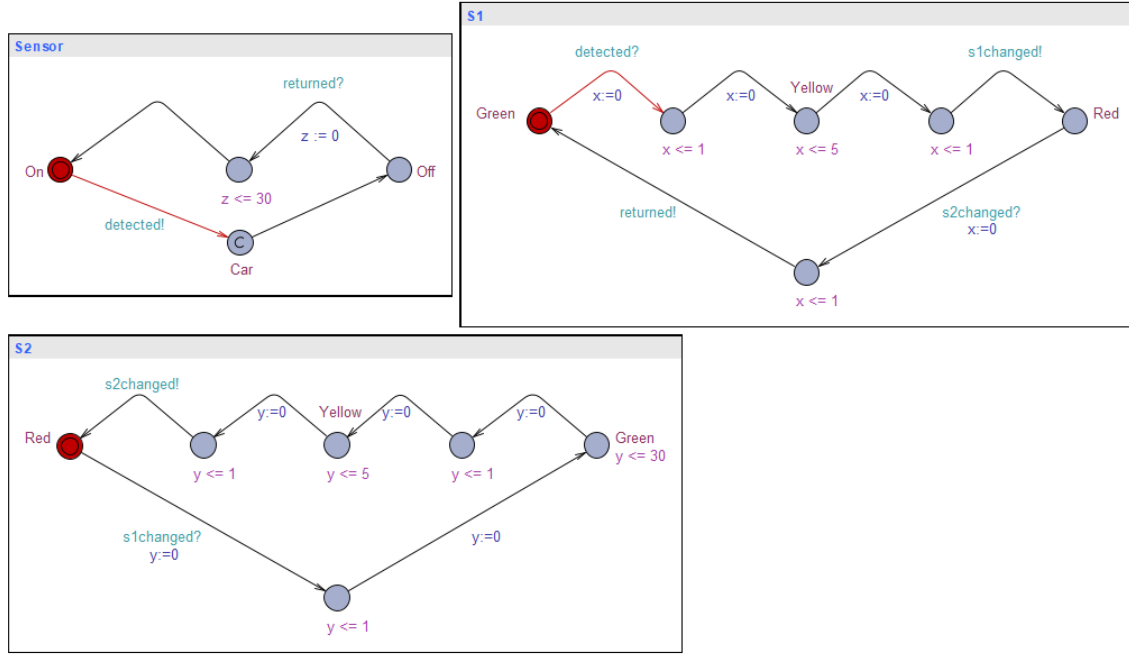 Sensor
returned?
z := 0
On
Off
z <= 30
detected!
C
Car
S1
detected?
s1changed!
Yellow
x:=0
x:=0
x:=0
Green
Red
x <= 1
x <= 5
x <= 1
returned!
s2changed?
x:=0
x <= 1
S2
s2changed!
Yellow
y:=0
y:=0
y:=0
Red
Green
y <= 30
y <= 1
y <= 5
y <= 1
s1changed?
y:=0
y:=0
y <= 1